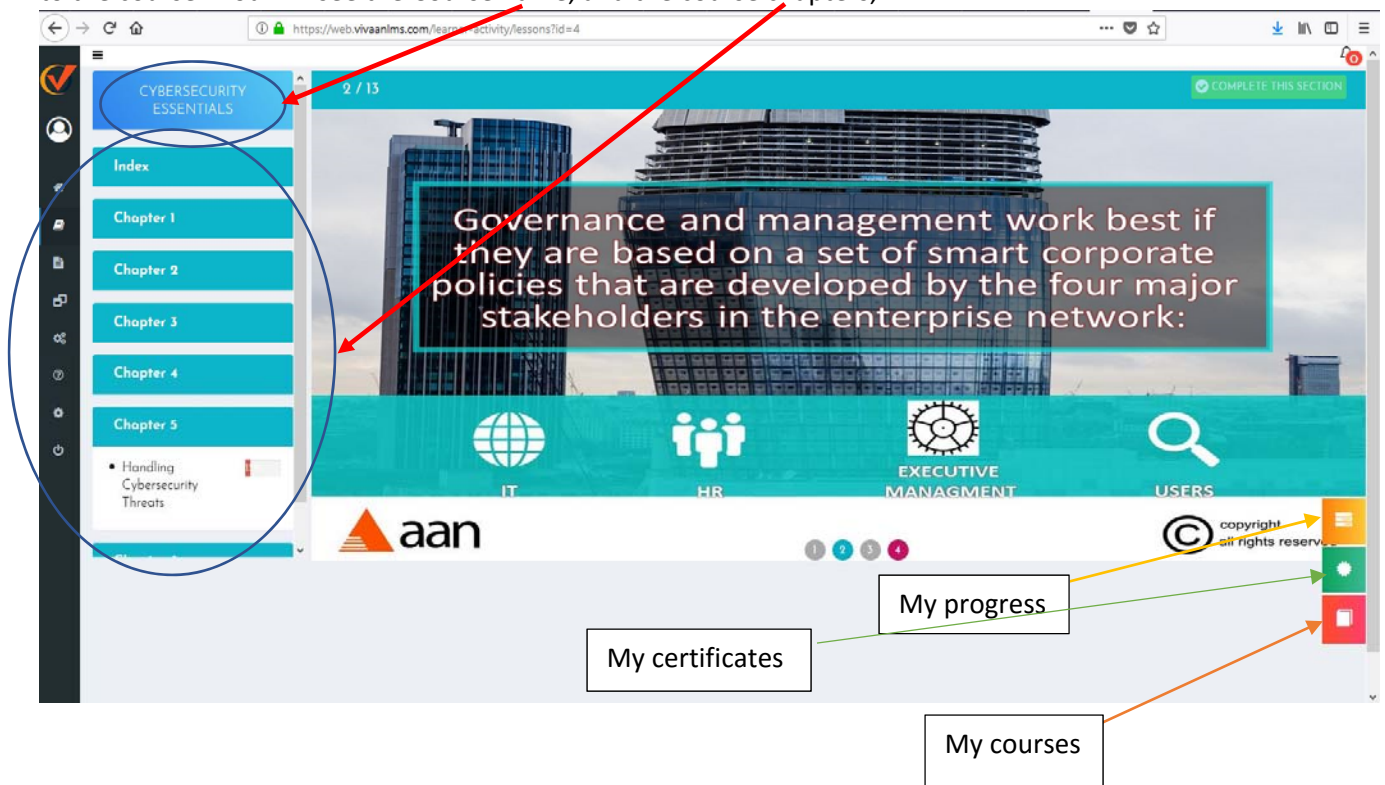 https://web.vivaanlms.com/learner-activity/lessons?id=4
0
CYBERSECURITY
ESSENTIALS
2 / 13
COMPLETE THIS SECTION
Index
Chapter 1
Chapter 2
Chapter 3
Chapter 4
Chapter 5
• Handling
Cybersecurity
Threats
Governance and management work best if
they are based on a set of smart corporate
policies that are developed by the four major
stakeholders in the enterprise network:
IT
HR
EXECUTIVE
MANAGMENT
USERS
aan
1 2 3 4
© copyright
all rights
My progress
My certificates
My courses